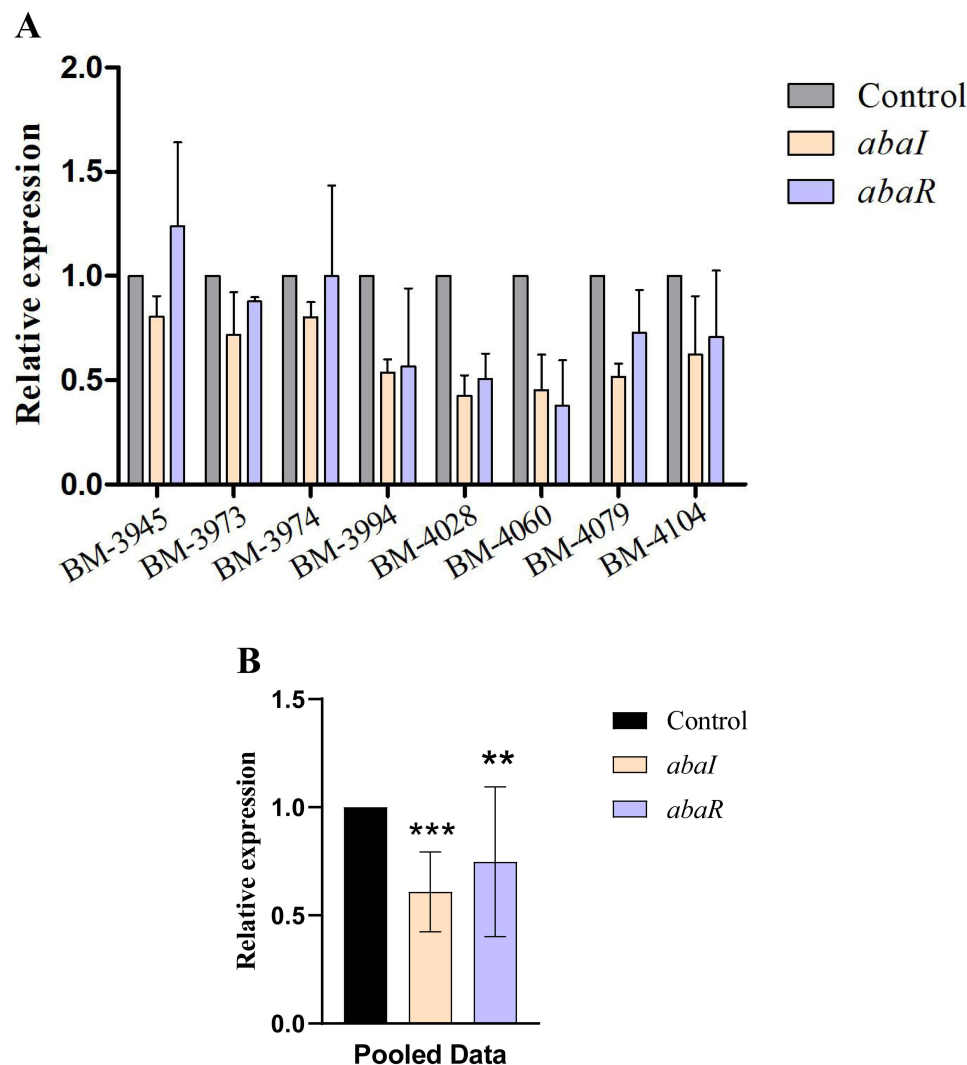 A
2.0
1.5
1.0
0.5
0.0
Relative expression
Control
abaI
abaR
BM-3945
BM-3973
BM-3974
BM-3994
BM-4028
BM-4060
BM-4079
BM-4104
B
1.5
1.0
0.5
0.0
Relative expression
***
**
Control
abaI
abaR
Pooled Data